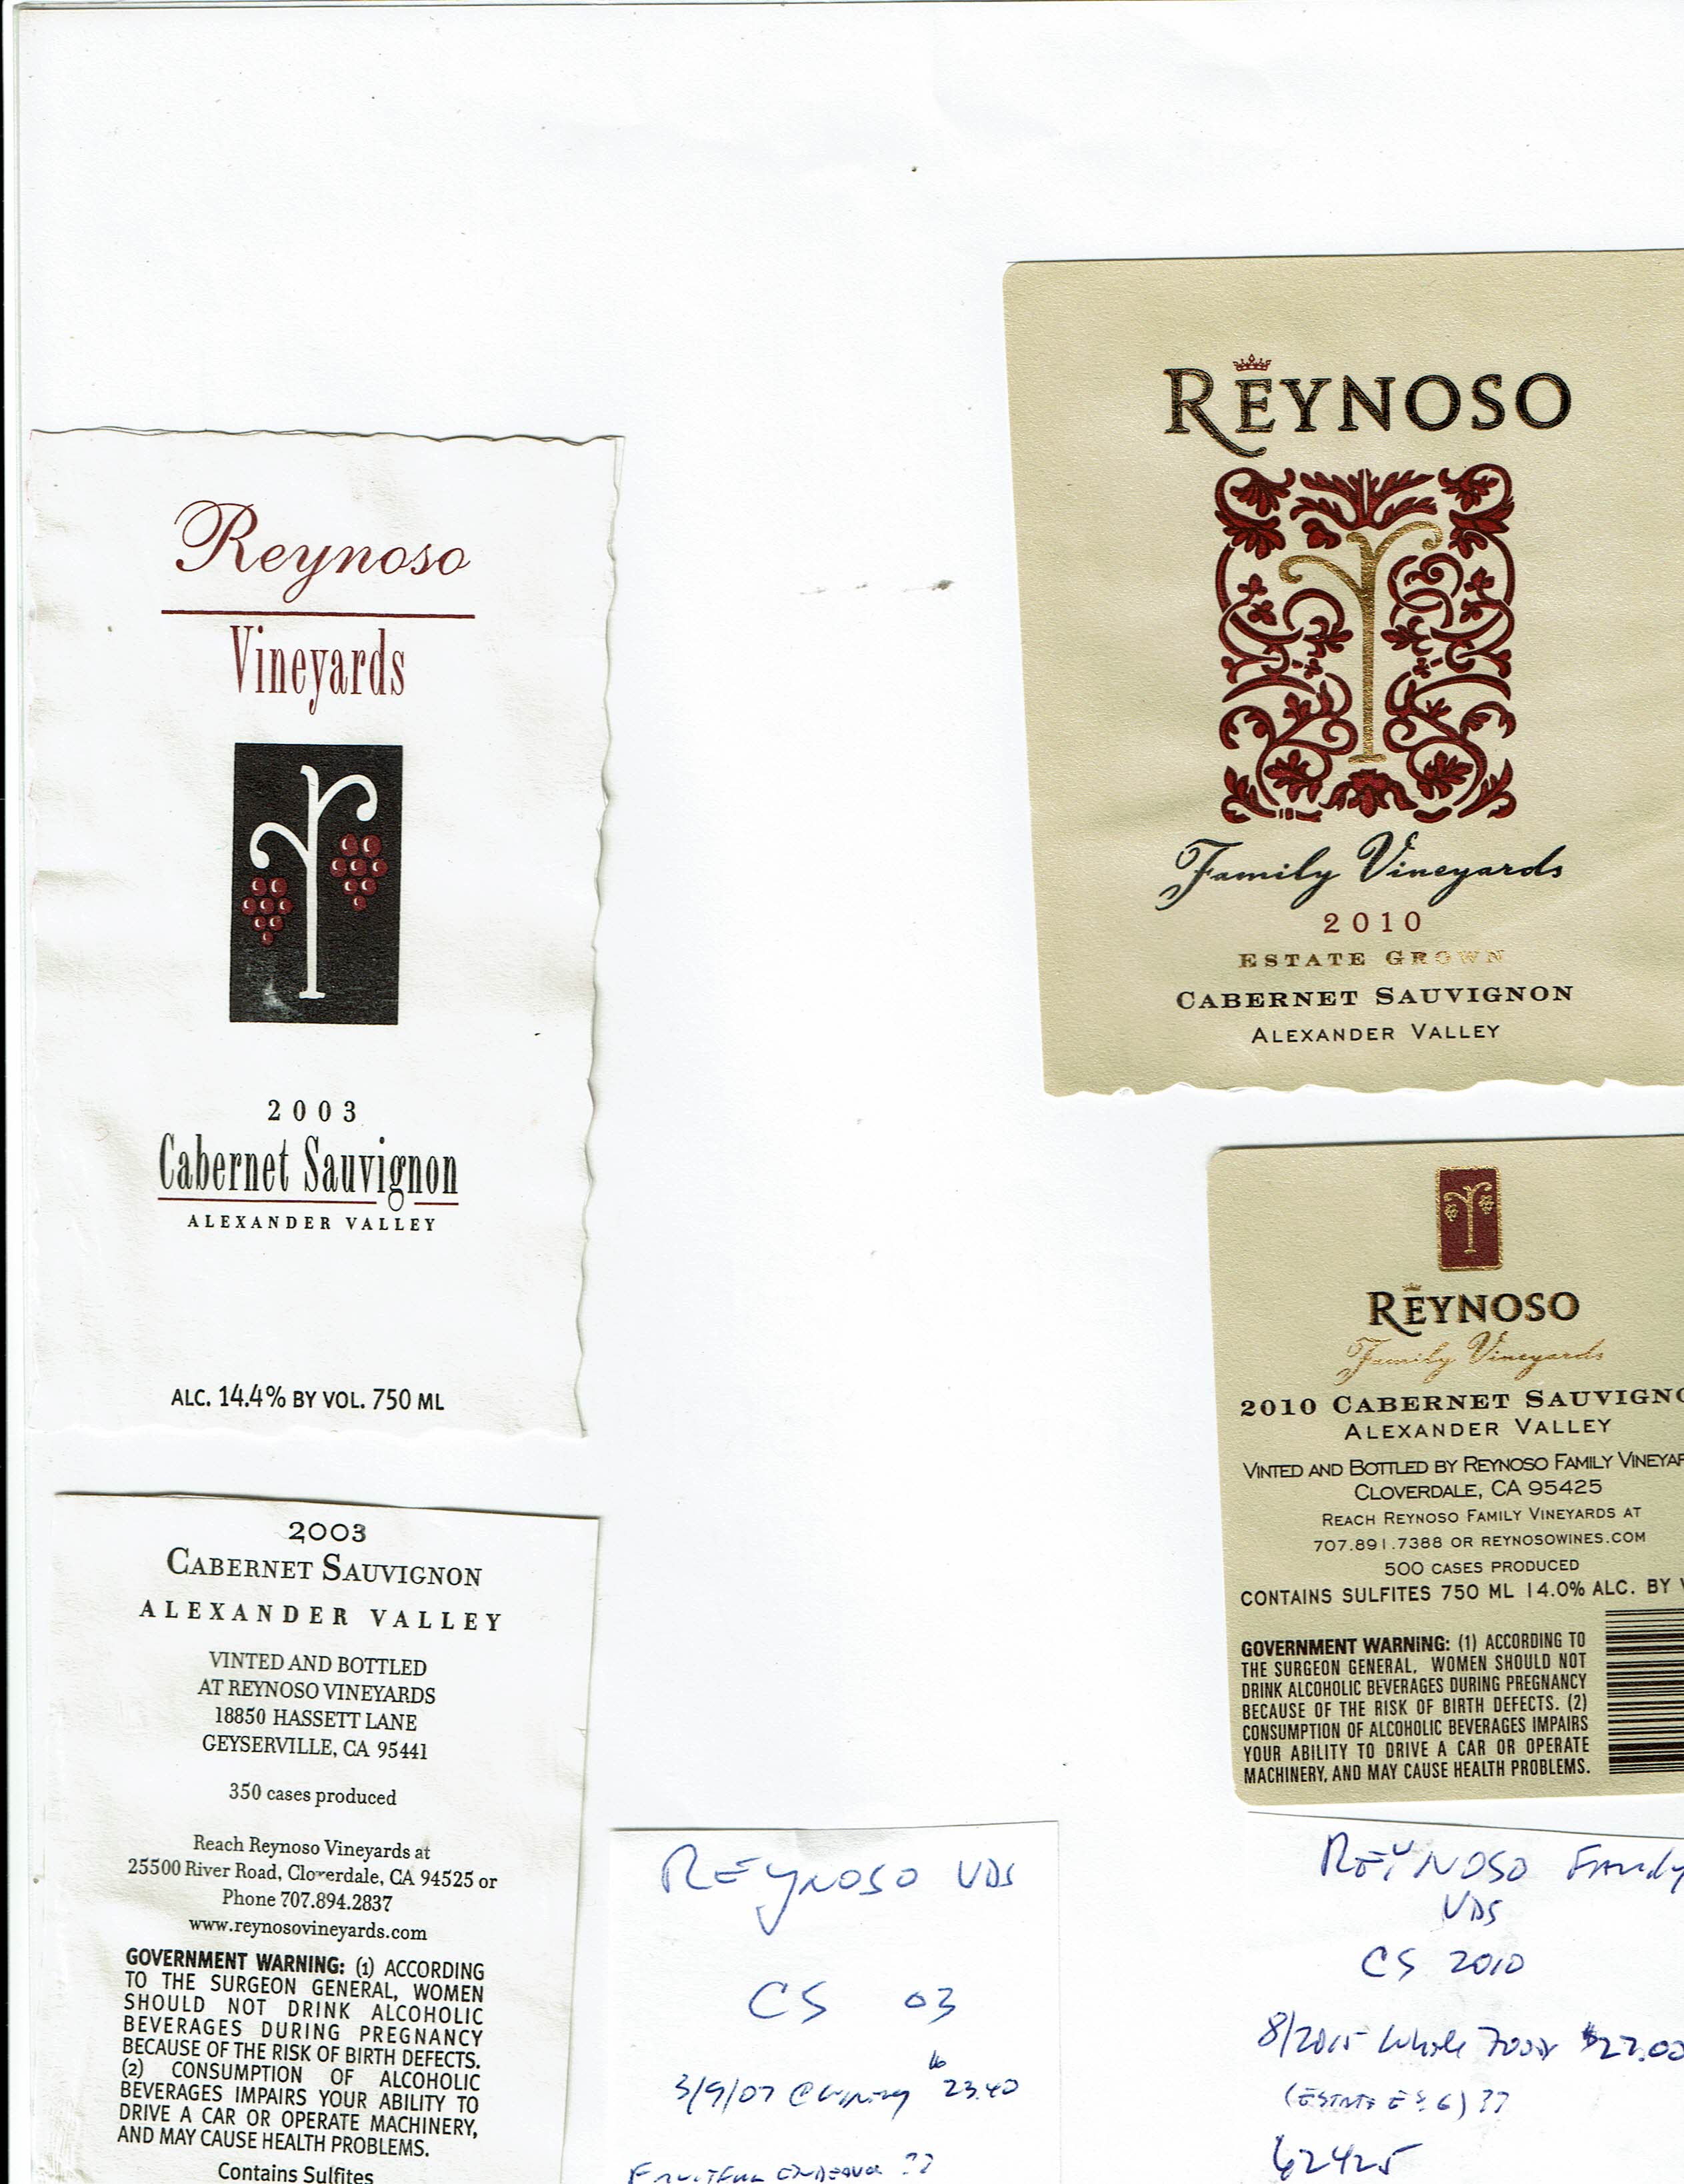 Reynoso
Vineyards
2003
Cabernet Sauvignon
ALEXANDER VALLEY
ALC. 14.4% BY VOL. 750 ML
2003
CABERNET SAUVIGNON
ALEXANDER VALLEY
VINTED AND BOTTLED
AT REYNOSO VINEYARDS
18850 HASSETT LANE
GEYSERVILLE, CA 95441
350 cases produced
Reach Reynoso Vineyards at
25500 River Road, Cloverdale, CA 94525 or
Phone 707.894.2837
www.reynosovineyards.com
GOVERNMENT WARNING: (1) ACCORDING
TO THE SURGEON GENERAL, WOMEN
SHOULD NOT DRINK ALCOHOLIC
BEVERAGES DURING PREGNANCY
BECAUSE OF THE RISK OF BIRTH DEFECTS.
(2) CONSUMPTION OF ALCOHOLIC
BEVERAGES IMPAIRS YOUR ABILITY TO
DRIVE A CAR OR OPERATE MACHINERY,
AND MAY CAUSE HEALTH PROBLEMS.
Contains Sulfites
REYNOSO VDS
CS 03
3/9/07 @ 23.40
??
REYNOSO
Family Vineyards
2010
ESTATE GROWN
CABERNET SAUVIGNON
ALEXANDER VALLEY
REYNOSO
Family Vineyards
2010 CABERNET SAUVIGNO
ALEXANDER VALLEY
VINTED AND BOTTLED BY REYNOSO FAMILY VINEYAR
CLOVERDALE, CA 95425
REACH REYNOSO FAMILY VINEYARDS AT
707.891.7388 OR REYNOSOWINES.COM
500 CASES PRODUCED
CONTAINS SULFITES 750 ML 14.0% ALC. BY V
GOVERNMENT WARNING: (1) ACCORDING TO
THE SURGEON GENERAL, WOMEN SHOULD NOT
DRINK ALCOHOLIC BEVERAGES DURING PREGNANCY
BECAUSE OF THE RISK OF BIRTH DEFECTS. (2)
CONSUMPTION OF ALCOHOLIC BEVERAGES IMPAIRS
YOUR ABILITY TO DRIVE A CAR OR OPERATE
MACHINERY, AND MAY CAUSE HEALTH PROBLEMS.
REYNOSO Family
VDS
CS 2010
8/2015 Whole Foods $27.00
??
62425